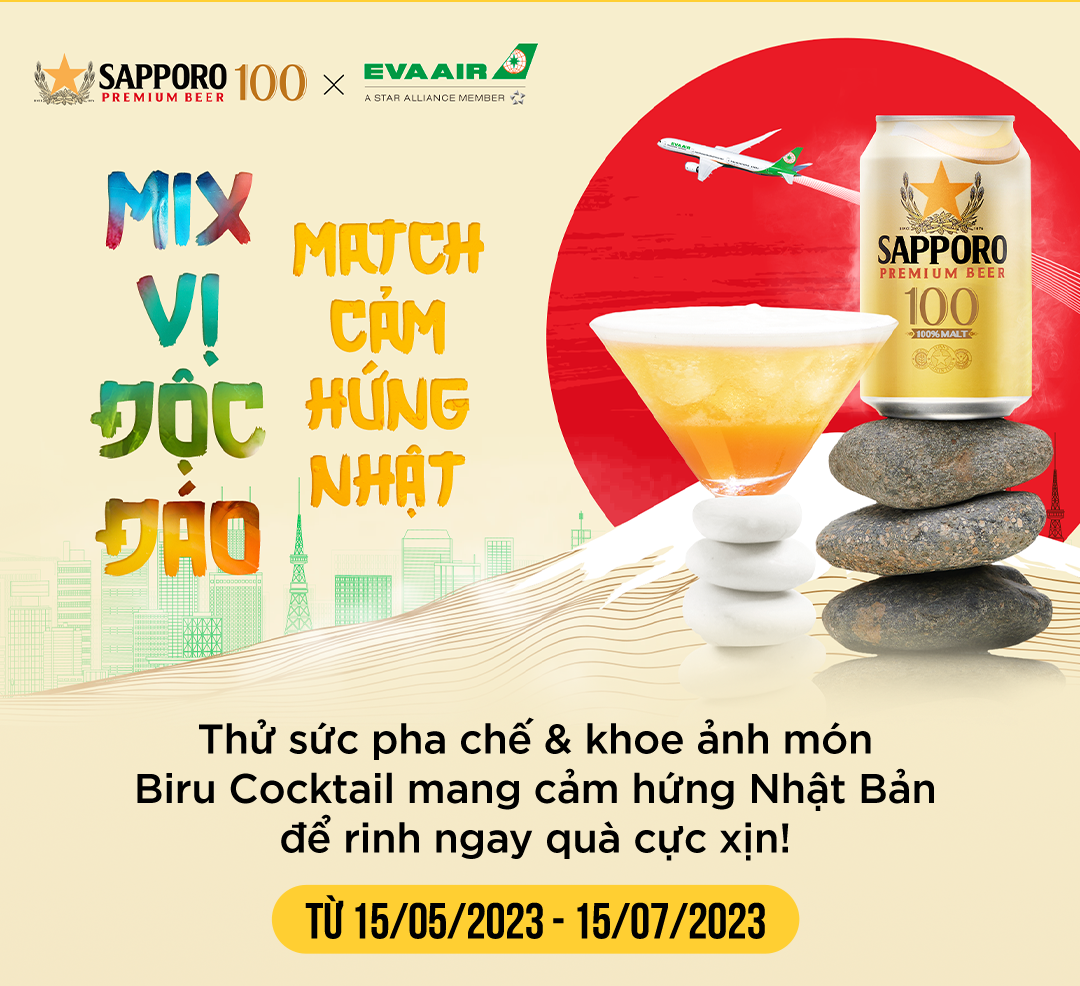 SAPPORO 100 × EVA AIR
PREMIUM BEER
A STAR ALLIANCE MEMBER
MIX
VỊ
ĐỘC
ĐÁO
MATCH
CẢM
HỨNG
NHẬT
EVA AIR
SAPPORO
PREMIUM BEER
100
100% MALT
Thử sức pha chế & khoe ảnh món
Biru Cocktail mang cảm hứng Nhật Bản
để rinh ngay quà cực xịn!
TỪ 15/05/2023 - 15/07/2023